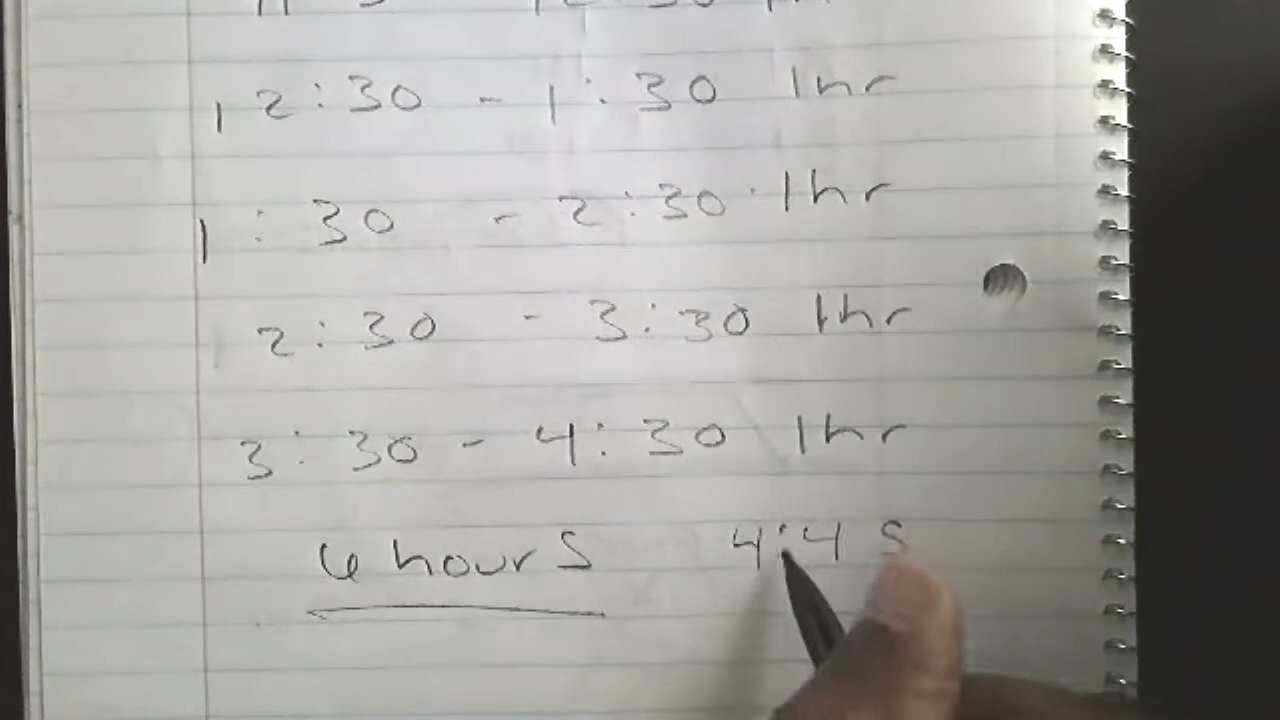 12:30 - 1:30 1hr
1:30 - 2:30 1hr
2:30 - 3:30 1hr
3:30 - 4:30 1hr
6 hours 4:45